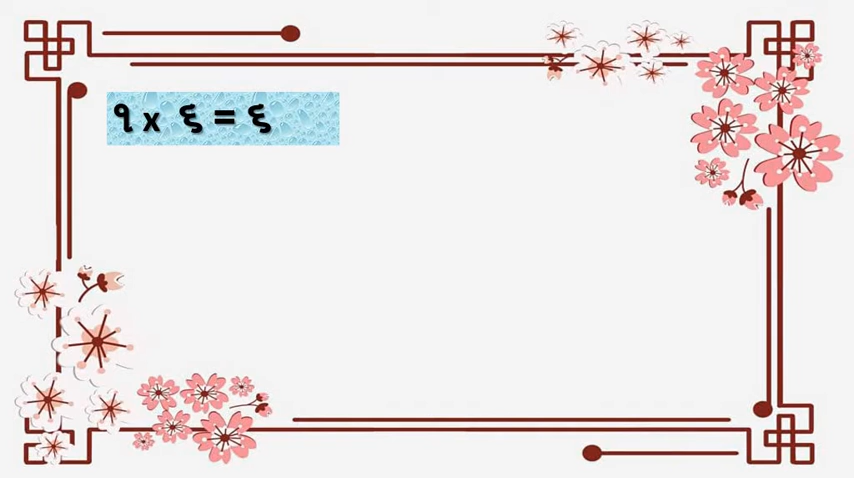 ૧ x ૬ = ૬